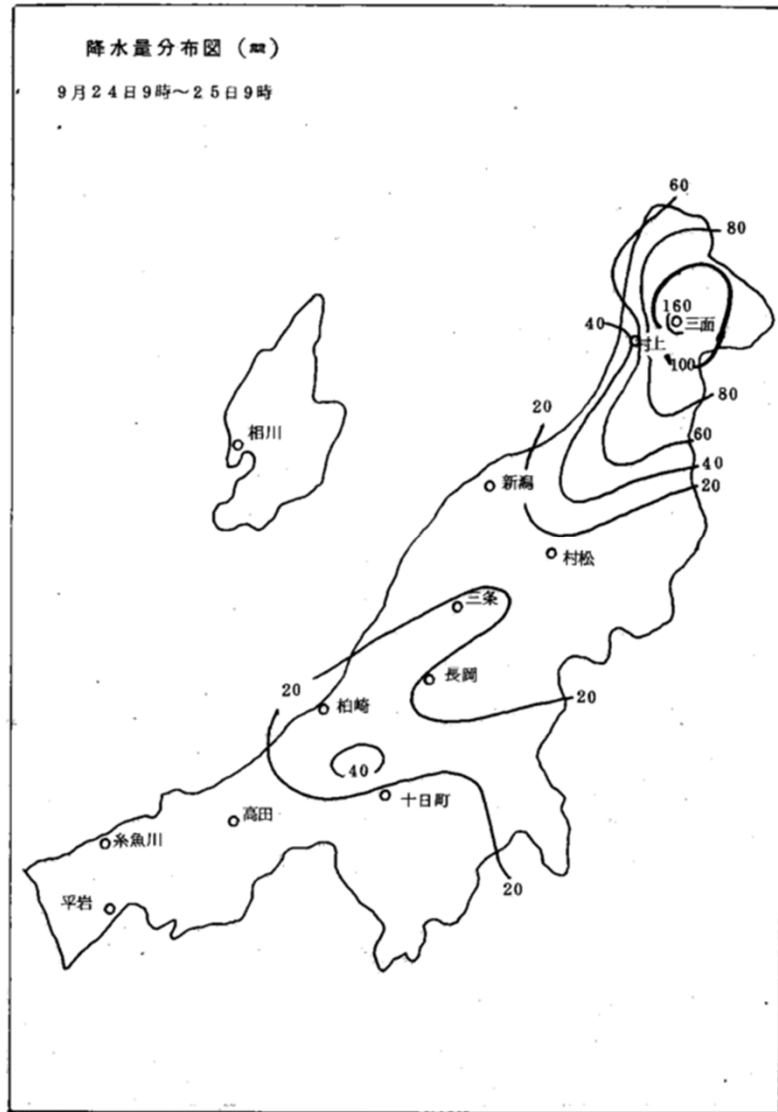 降水量分布図 (㎜)
9月24日9時～25日9時
60
80
160
三面
40
村上
100
80
20
相川
60
40
新潟
20
村松
三条
長岡
20
柏崎
20
40
十日町
高田
糸魚川
20
平岩